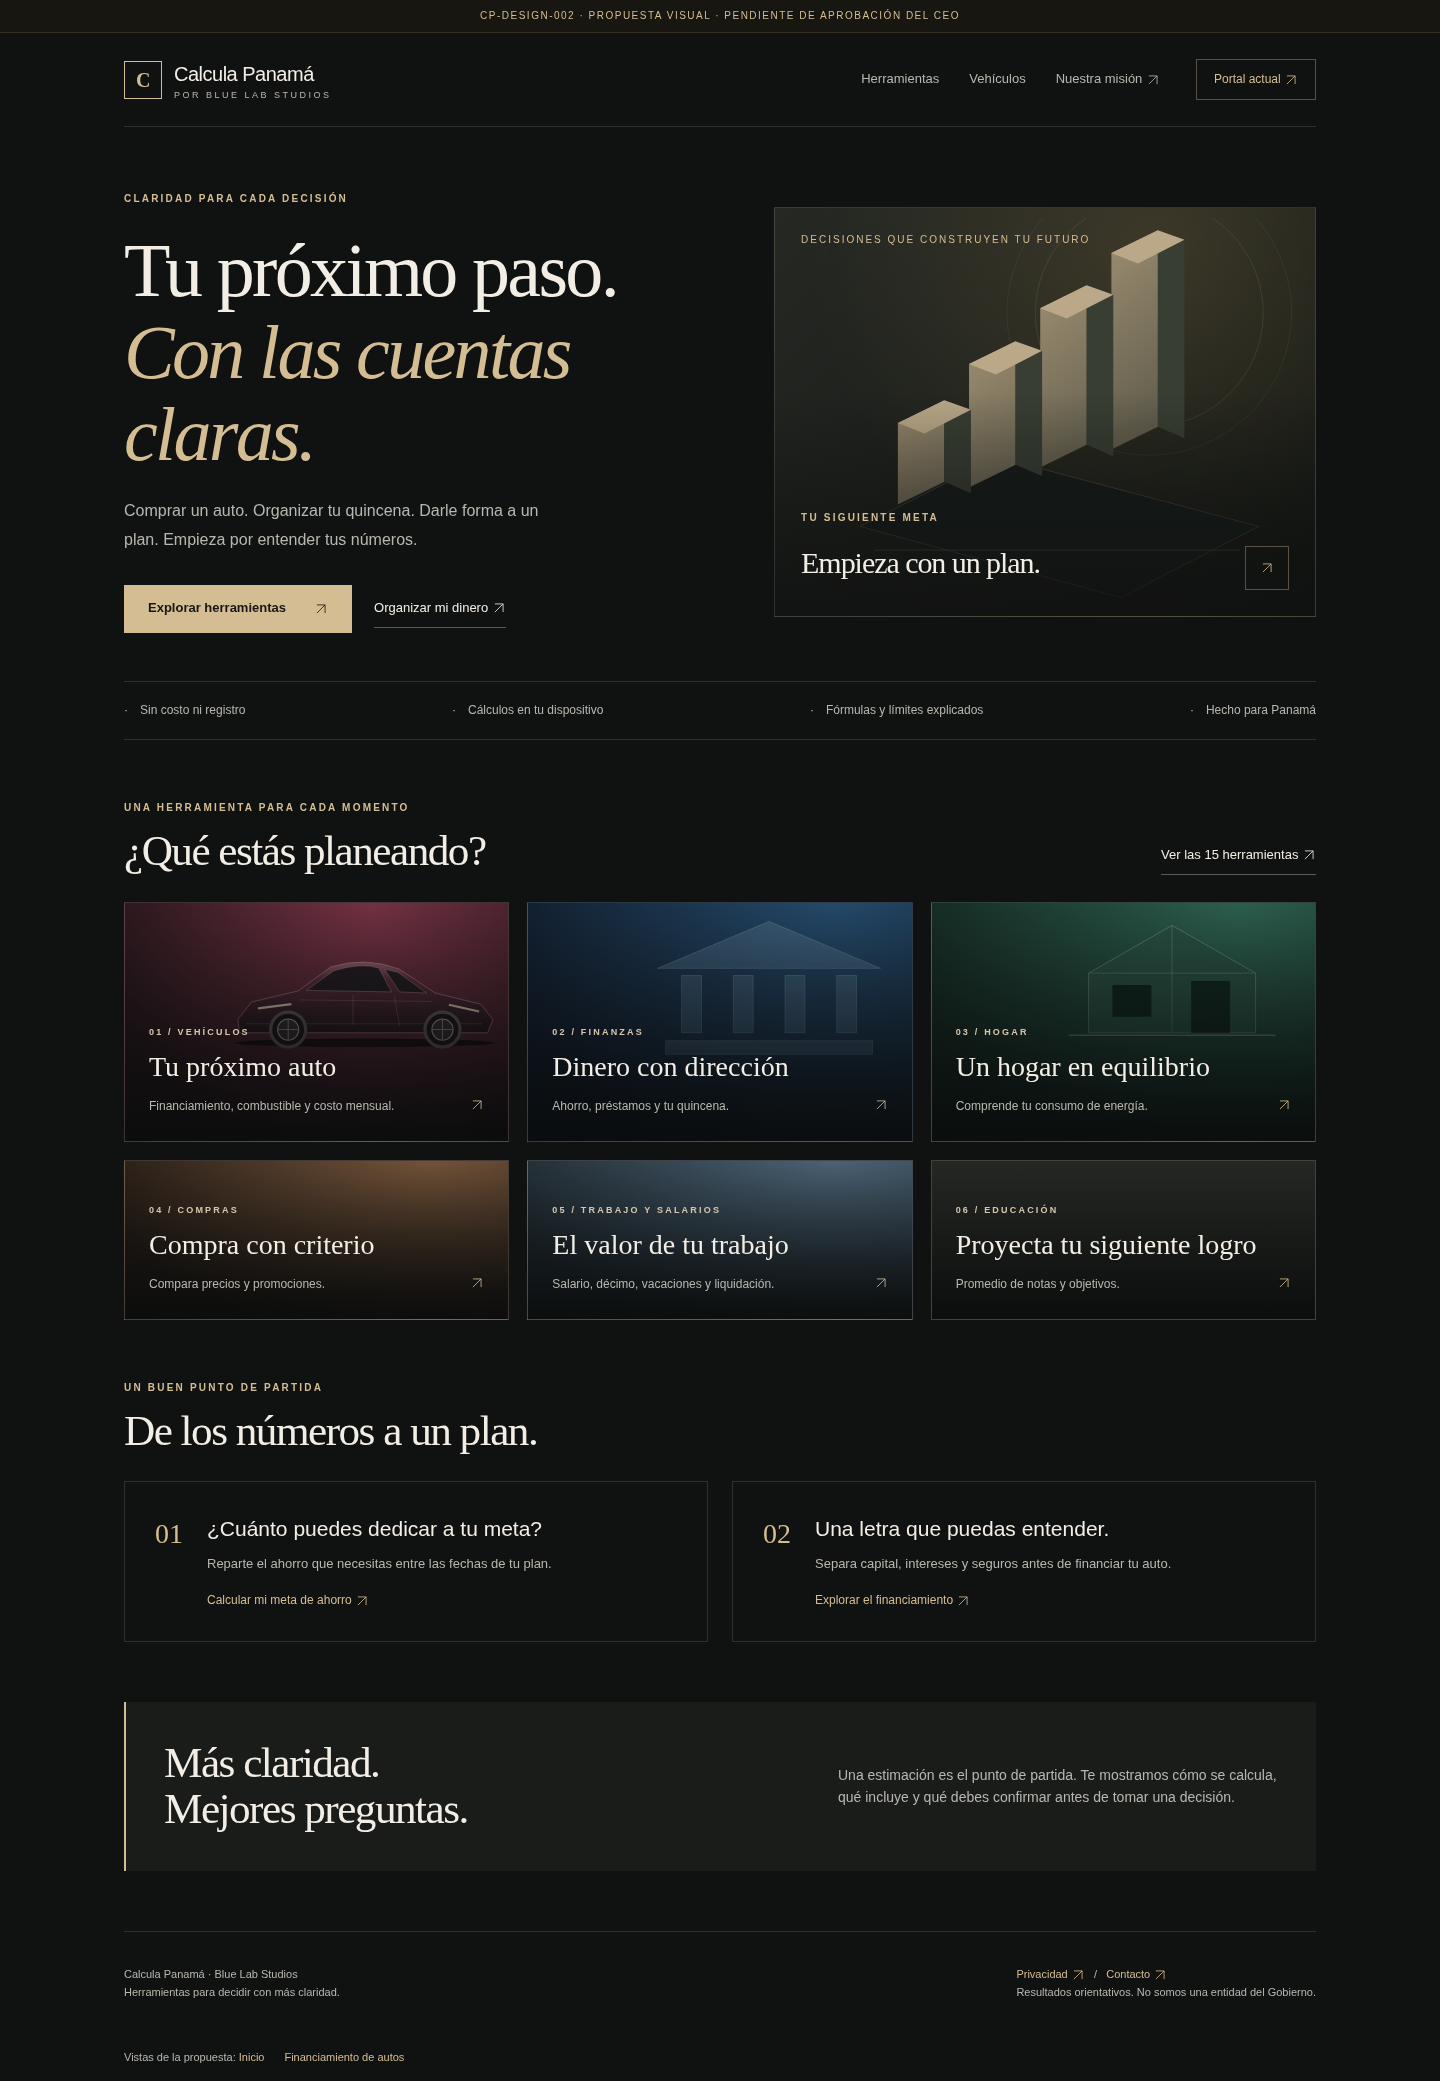 CP-DESIGN-002 · PROPUESTA VISUAL · PENDIENTE DE APROBACIÓN DEL CEO
C
Calcula Panamá
POR BLUE LAB STUDIOS
Herramientas
Vehículos
Nuestra misión
Portal actual
CLARIDAD PARA CADA DECISIÓN
Tu próximo paso.
Con las cuentas
claras.
Comprar un auto. Organizar tu quincena. Darle forma a un
plan. Empieza por entender tus números.
Explorar herramientas
Organizar mi dinero
DECISIONES QUE CONSTRUYEN TU FUTURO
TU SIGUIENTE META
Empieza con un plan.
· Sin costo ni registro
· Cálculos en tu dispositivo
· Fórmulas y límites explicados
· Hecho para Panamá
UNA HERRAMIENTA PARA CADA MOMENTO
¿Qué estás planeando?
Ver las 15 herramientas
01 / VEHÍCULOS
Tu próximo auto
Financiamiento, combustible y costo mensual.
02 / FINANZAS
Dinero con dirección
Ahorro, préstamos y tu quincena.
03 / HOGAR
Un hogar en equilibrio
Comprende tu consumo de energía.
04 / COMPRAS
Compra con criterio
Compara precios y promociones.
05 / TRABAJO Y SALARIOS
El valor de tu trabajo
Salario, décimo, vacaciones y liquidación.
06 / EDUCACIÓN
Proyecta tu siguiente logro
Promedio de notas y objetivos.
UN BUEN PUNTO DE PARTIDA
De los números a un plan.
01
¿Cuánto puedes dedicar a tu meta?
Reparte el ahorro que necesitas entre las fechas de tu plan.
Calcular mi meta de ahorro
02
Una letra que puedas entender.
Separa capital, intereses y seguros antes de financiar tu auto.
Explorar el financiamiento
Más claridad.
Mejores preguntas.
Una estimación es el punto de partida. Te mostramos cómo se calcula,
qué incluye y qué debes confirmar antes de tomar una decisión.
Calcula Panamá · Blue Lab Studios
Herramientas para decidir con más claridad.
Privacidad / Contacto
Resultados orientativos. No somos una entidad del Gobierno.
Vistas de la propuesta: Inicio Financiamiento de autos